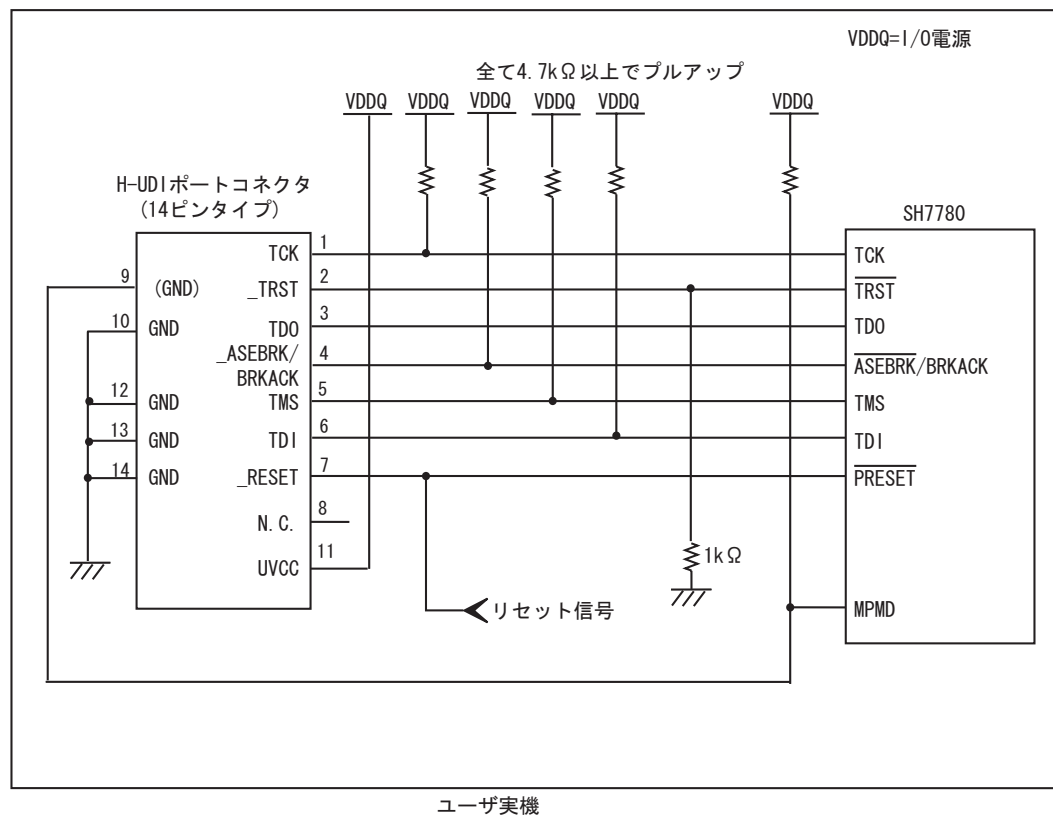 VDDQ=I/O電源
全て4.7kΩ以上でプルアップ
VDDQ VDDQ VDDQ VDDQ VDDQ VDDQ
H-UDIポートコネクタ
(14ピンタイプ)
SH7780
TCK 1 TCK
9 (GND) _TRST 2 TRST
10 GND TDO 3 TDO
_ASEBRK/ 4 ASEBRK/BRKACK
BRKACK
12 GND TMS 5 TMS
13 GND TDI 6 TDI
14 GND _RESET 7 PRESET
N.C. 8
UVCC 11
1kΩ
リセット信号
MPMD
ユーザ実機